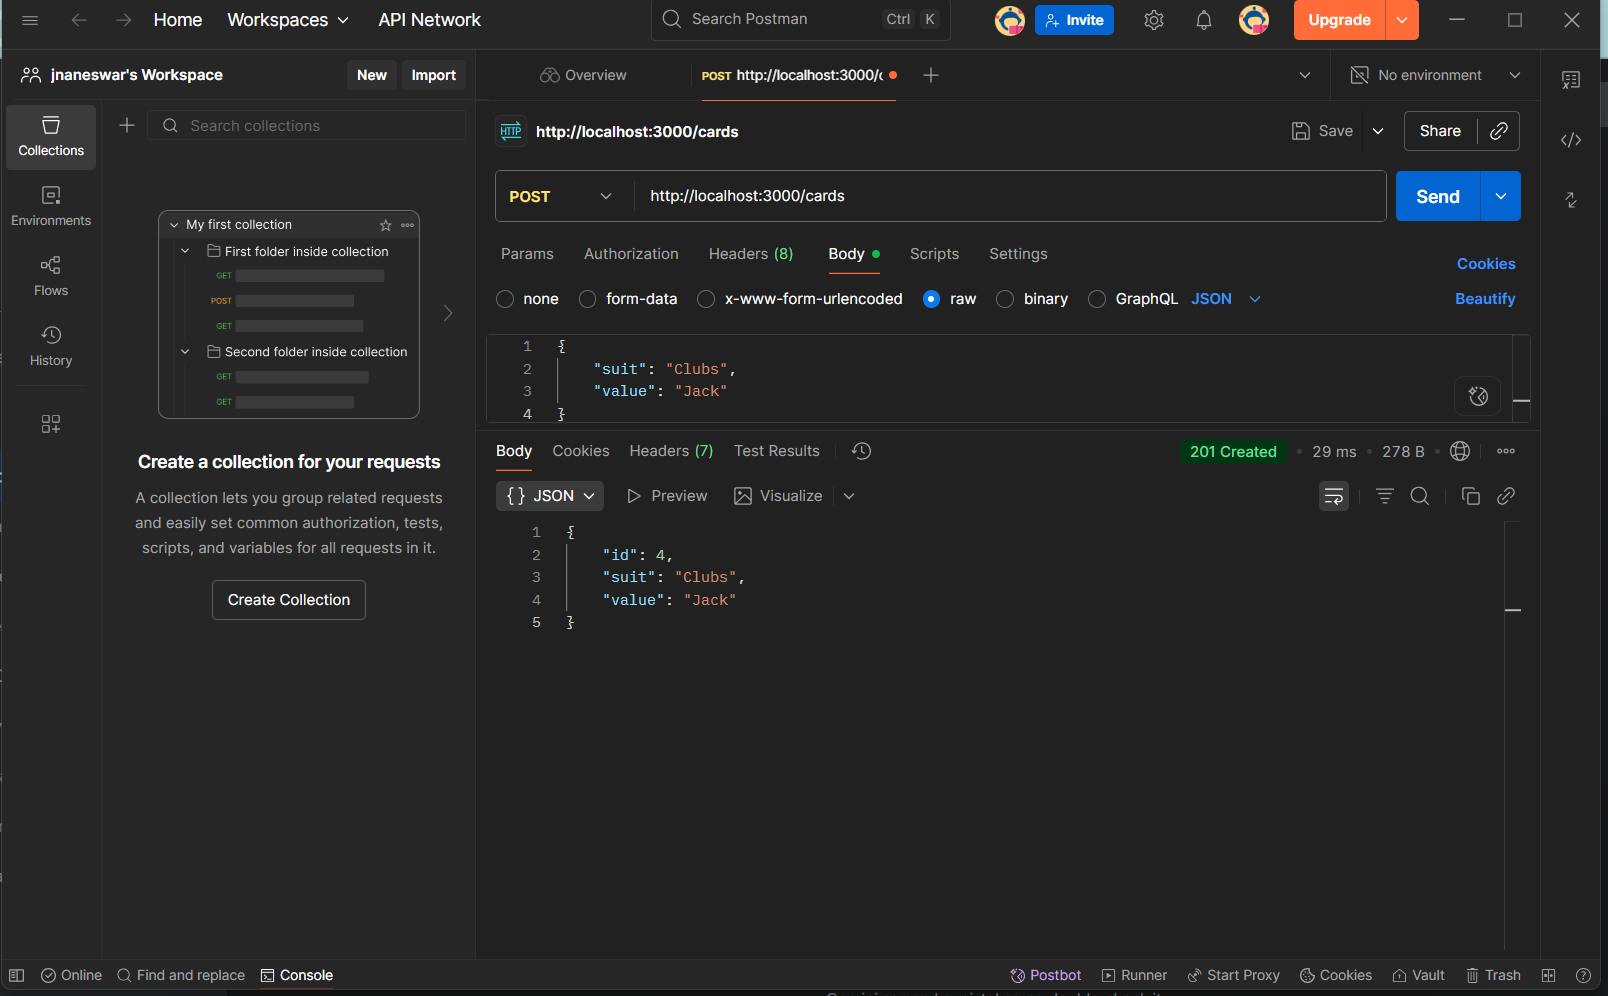 Home Workspaces API Network Search Postman Ctrl K Invite Upgrade
jnaneswar's Workspace New Import Overview POST http://localhost:3000/c No environment
Collections
Search collections
Environments
Flows
History
My first collection
First folder inside collection
GET
POST
GET
Second folder inside collection
GET
GET
Create a collection for your requests
A collection lets you group related requests
and easily set common authorization, tests,
scripts, and variables for all requests in it.
Create Collection
HTTP http://localhost:3000/cards Save Share
POST http://localhost:3000/cards Send
Params Authorization Headers (8) Body Scripts Settings Cookies
none form-data x-www-form-urlencoded raw binary GraphQL JSON Beautify
1 {
2 "suit": "Clubs",
3 "value": "Jack"
4 }
Body Cookies Headers (7) Test Results 201 Created 29 ms 278 B
{} JSON Preview Visualize
1 {
2 "id": 4,
3 "suit": "Clubs",
4 "value": "Jack"
5 }
Online Find and replace Console Postbot Runner Start Proxy Cookies Vault Trash